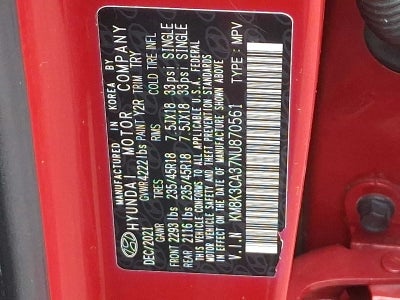 MANUFACTURED IN KOREA BY
HYUNDAI MOTOR COMPANY
DEC/2021 GVWR 4222 lbs PAINT Y2R TRIM TRY
TIRES RIMS COLD TIRE INFL
FRONT 2293 lbs 235/45R18 7.5JX18 33psi SINGLE
REAR 2116 lbs 235/45R18 7.5JX18 33psi SINGLE
THIS VEHICLE CONFORMS TO ALL APPLICABLE U.S.A. FEDERAL
MOTOR VEHICLE SAFETY AND THEFT PREVENTION STANDARDS
IN EFFECT ON THE DATE OF MANUFACTURE SHOWN ABOVE
V.I.N KM8K3CA37NU870561 TYPE : MPV